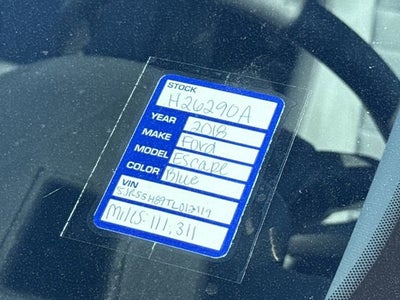 STOCK
H26290A
YEAR 2018
MAKE Ford
MODEL Escape
COLOR Blue
VIN
Miles: 111,311